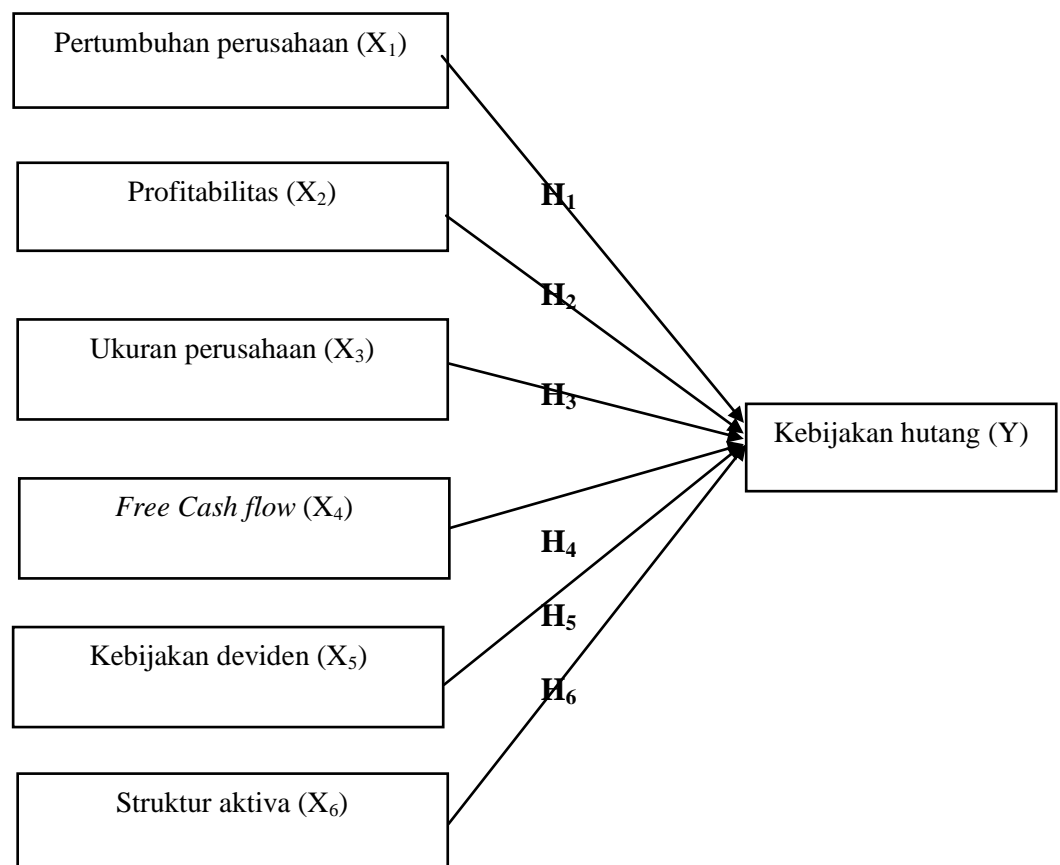 Pertumbuhan perusahaan (X₁)
Profitabilitas (X₂)
H₁
H₂
Ukuran perusahaan (X₃)
H₃
Kebijakan hutang (Y)
Free Cash flow (X₄)
H₄
H₅
Kebijakan deviden (X₅)
H₆
Struktur aktiva (X₆)